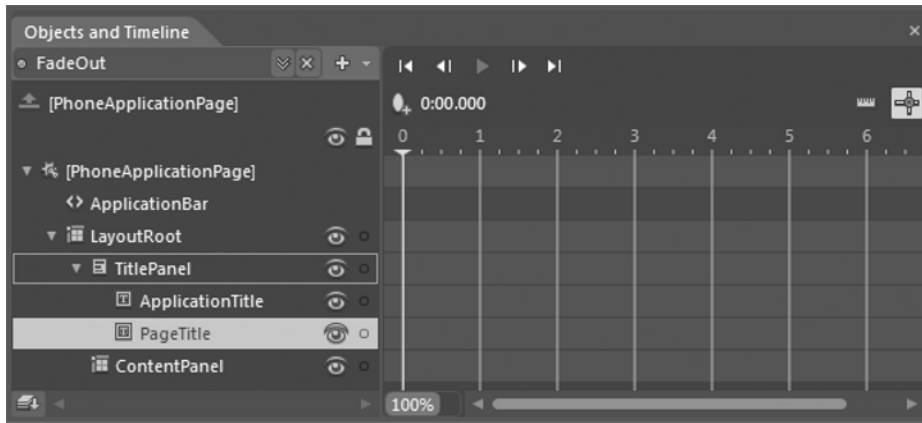 Objects and Timeline
FadeOut
[PhoneApplicationPage]
0:00.000
0 1 2 3 4 5 6
[PhoneApplicationPage]
ApplicationBar
LayoutRoot
TitlePanel
ApplicationTitle
PageTitle
ContentPanel
100%